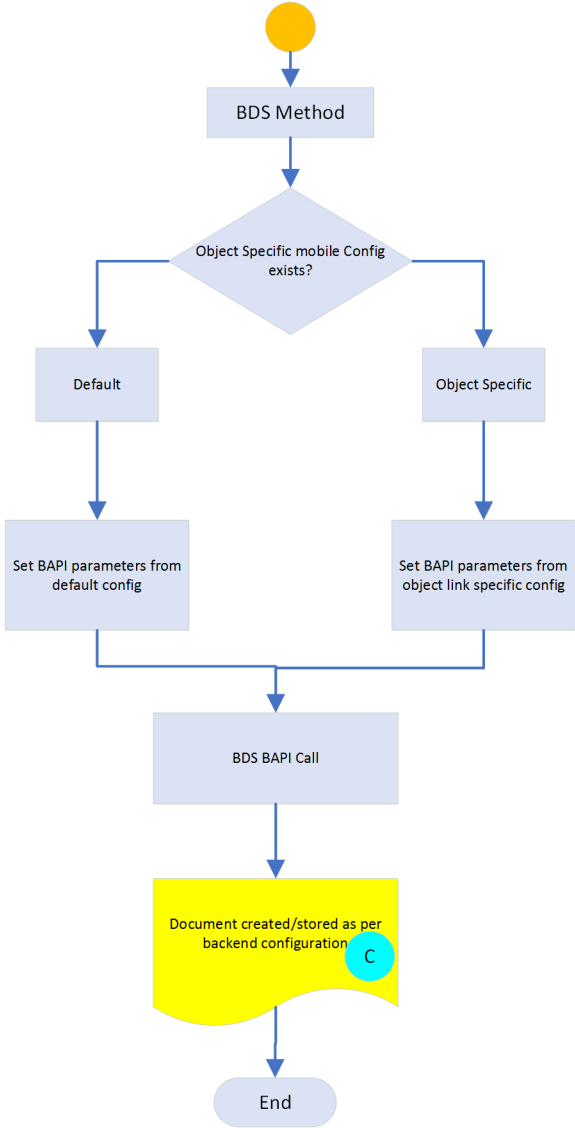 BDS Method
Object Specific mobile Config
exists?
Default
Object Specific
Set BAPI parameters from
default config
Set BAPI parameters from
object link specific config
BDS BAPI Call
Document created/stored as per
backend configuration
C
End